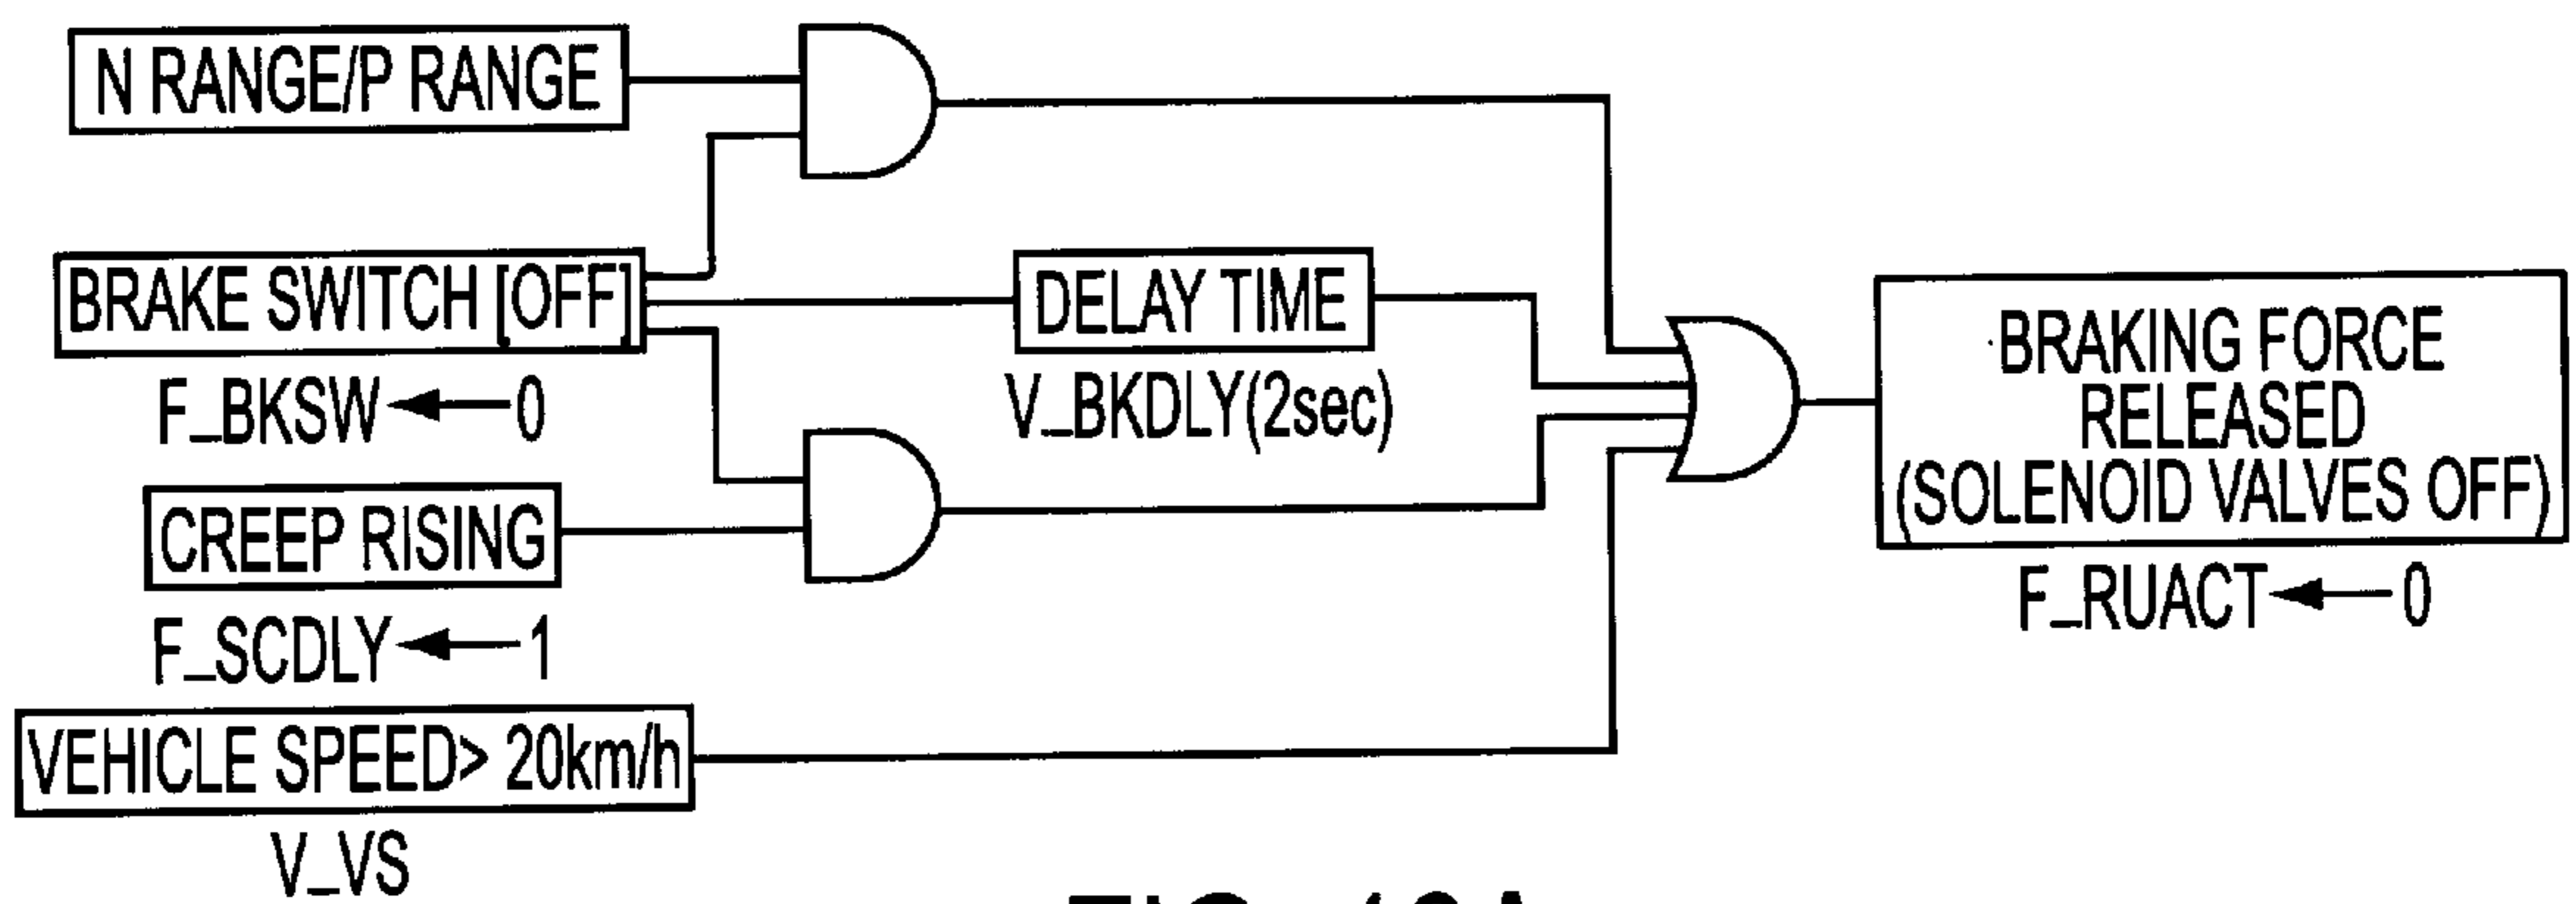 N RANGE/P RANGE
BRAKE SWITCH [OFF]
F_BKSW ← 0
DELAY TIME
V_BKDLY(2sec)
CREEP RISING
F_SCDLY ← 1
VEHICLE SPEED> 20km/h
V_VS
BRAKING FORCE
RELEASED
(SOLENOID VALVES OFF)
F_RUACT ← 0